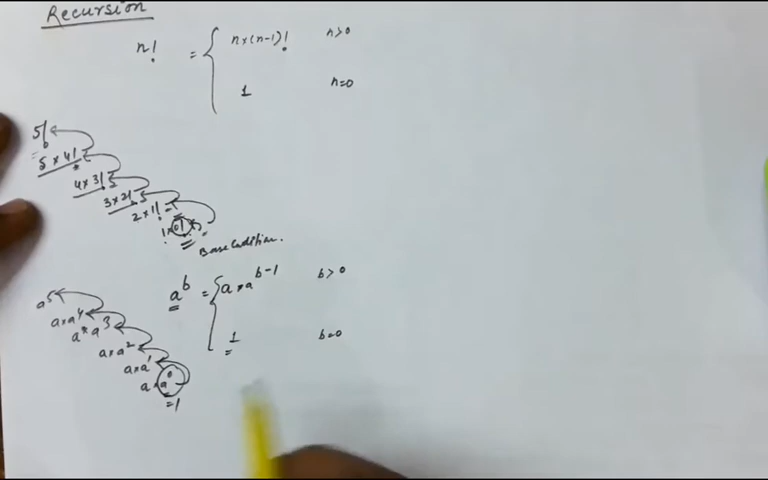 Recursion
n! = { n×(n-1)! n>0
1 n=0
5!
5 × 4!
4 × 3!
3 × 2!
2 × 1!
1 × 0!
Base Condition.
a^b = { a × a^b-1 b>0
1 b=0
a^5
a×a^4
a*a^3
a×a^2
a×a^1
a×a^0
=1